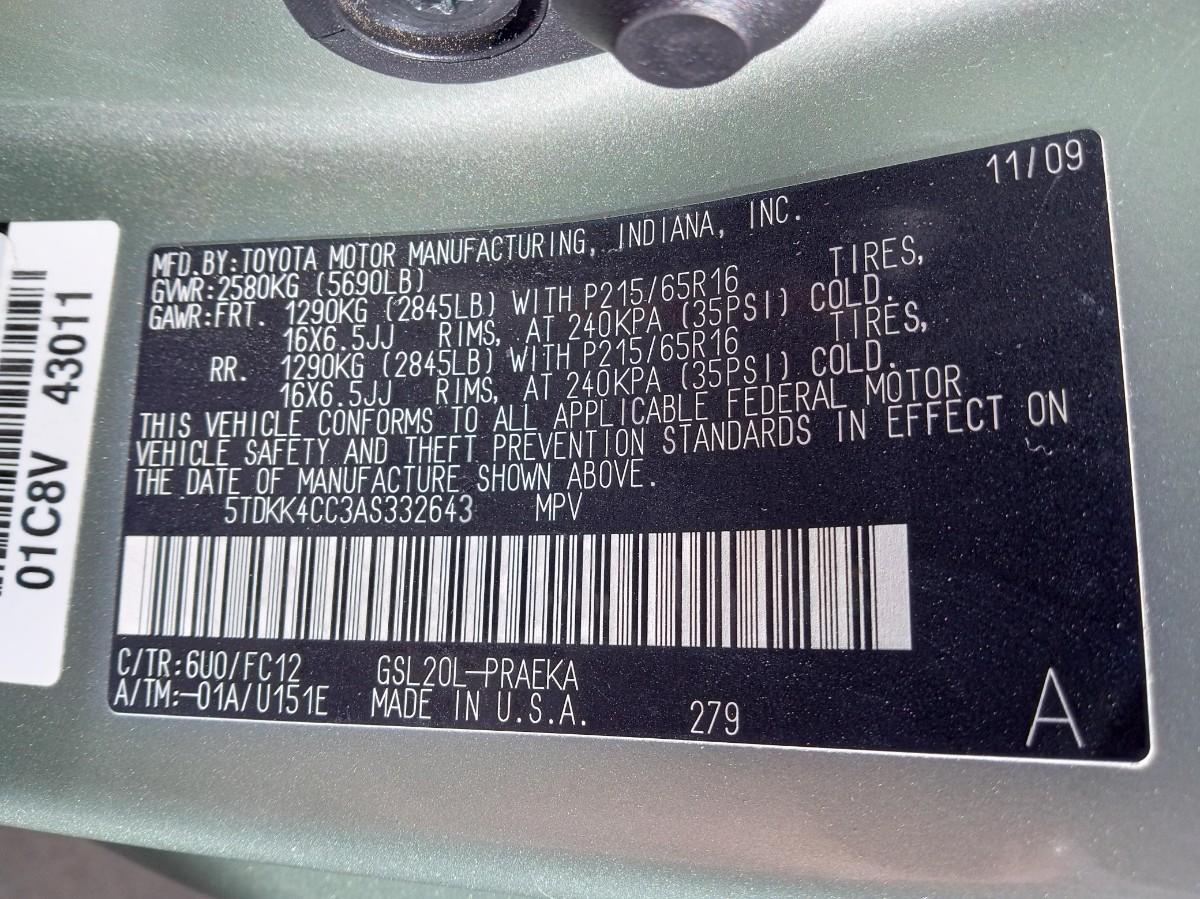 11/09
MFD.BY:TOYOTA MOTOR MANUFACTURING, INDIANA, INC.
GVWR:2580KG (5690LB)
GAWR:FRT. 1290KG (2845LB) WITH P215/65R16 TIRES,
16X6.5JJ RIMS, AT 240KPA (35PSI) COLD.
RR. 1290KG (2845LB) WITH P215/65R16 TIRES,
16X6.5JJ RIMS, AT 240KPA (35PSI) COLD.
THIS VEHICLE CONFORMS TO ALL APPLICABLE FEDERAL MOTOR
VEHICLE SAFETY AND THEFT PREVENTION STANDARDS IN EFFECT ON
THE DATE OF MANUFACTURE SHOWN ABOVE.
5TDKK4CC3AS332643 MPV
C/TR:6U0/FC12 GSL20L-PRAEKA
A/TM:-01A/U151E MADE IN U.S.A. 279 A
01C8V 43011